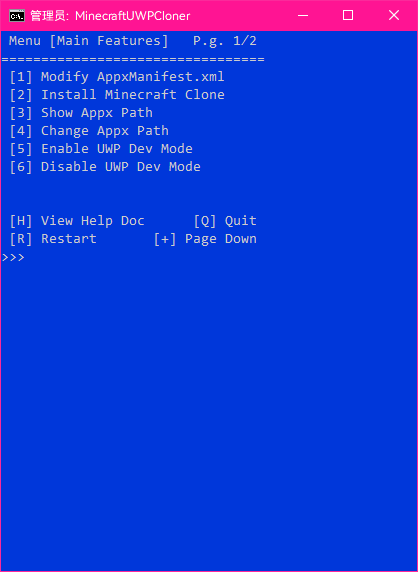 管理员: MinecraftUWPCloner
Menu [Main Features]   P.g. 1/2
=================================
[1] Modify AppxManifest.xml
[2] Install Minecraft Clone
[3] Show Appx Path
[4] Change Appx Path
[5] Enable UWP Dev Mode
[6] Disable UWP Dev Mode
[H] View Help Doc      [Q] Quit
[R] Restart       [+] Page Down
>>>